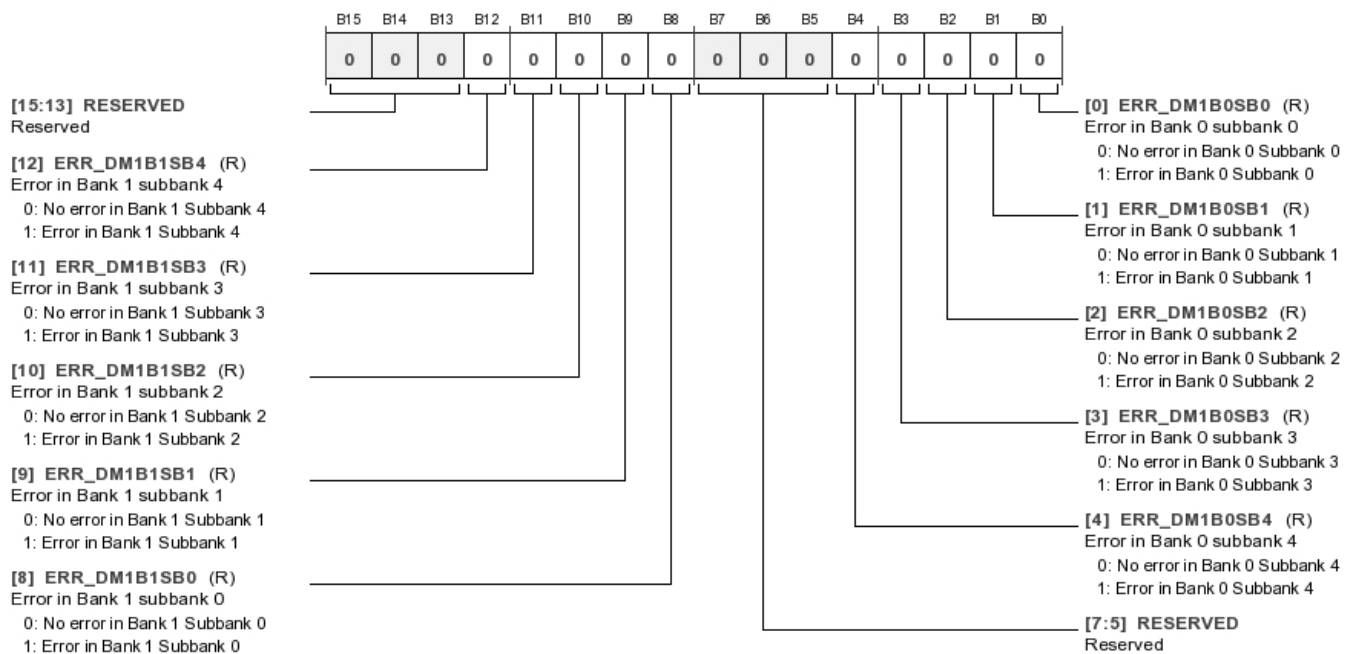 B15 B14 B13 B12 B11 B10 B9 B8 B7 B6 B5 B4 B3 B2 B1 B0
0 0 0 0 0 0 0 0 0 0 0 0 0 0 0 0
[15:13] RESERVED
Reserved
[12] ERR_DM1B1SB4 (R)
Error in Bank 1 subbank 4
0: No error in Bank 1 Subbank 4
1: Error in Bank 1 Subbank 4
[11] ERR_DM1B1SB3 (R)
Error in Bank 1 subbank 3
0: No error in Bank 1 Subbank 3
1: Error in Bank 1 Subbank 3
[10] ERR_DM1B1SB2 (R)
Error in Bank 1 subbank 2
0: No error in Bank 1 Subbank 2
1: Error in Bank 1 Subbank 2
[9] ERR_DM1B1SB1 (R)
Error in Bank 1 subbank 1
0: No error in Bank 1 Subbank 1
1: Error in Bank 1 Subbank 1
[8] ERR_DM1B1SB0 (R)
Error in Bank 1 subbank 0
0: No error in Bank 1 Subbank 0
1: Error in Bank 1 Subbank 0
[0] ERR_DM1B0SB0 (R)
Error in Bank 0 subbank 0
0: No error in Bank 0 Subbank 0
1: Error in Bank 0 Subbank 0
[1] ERR_DM1B0SB1 (R)
Error in Bank 0 subbank 1
0: No error in Bank 0 Subbank 1
1: Error in Bank 0 Subbank 1
[2] ERR_DM1B0SB2 (R)
Error in Bank 0 subbank 2
0: No error in Bank 0 Subbank 2
1: Error in Bank 0 Subbank 2
[3] ERR_DM1B0SB3 (R)
Error in Bank 0 subbank 3
0: No error in Bank 0 Subbank 3
1: Error in Bank 0 Subbank 3
[4] ERR_DM1B0SB4 (R)
Error in Bank 0 subbank 4
0: No error in Bank 0 Subbank 4
1: Error in Bank 0 Subbank 4
[7:5] RESERVED
Reserved